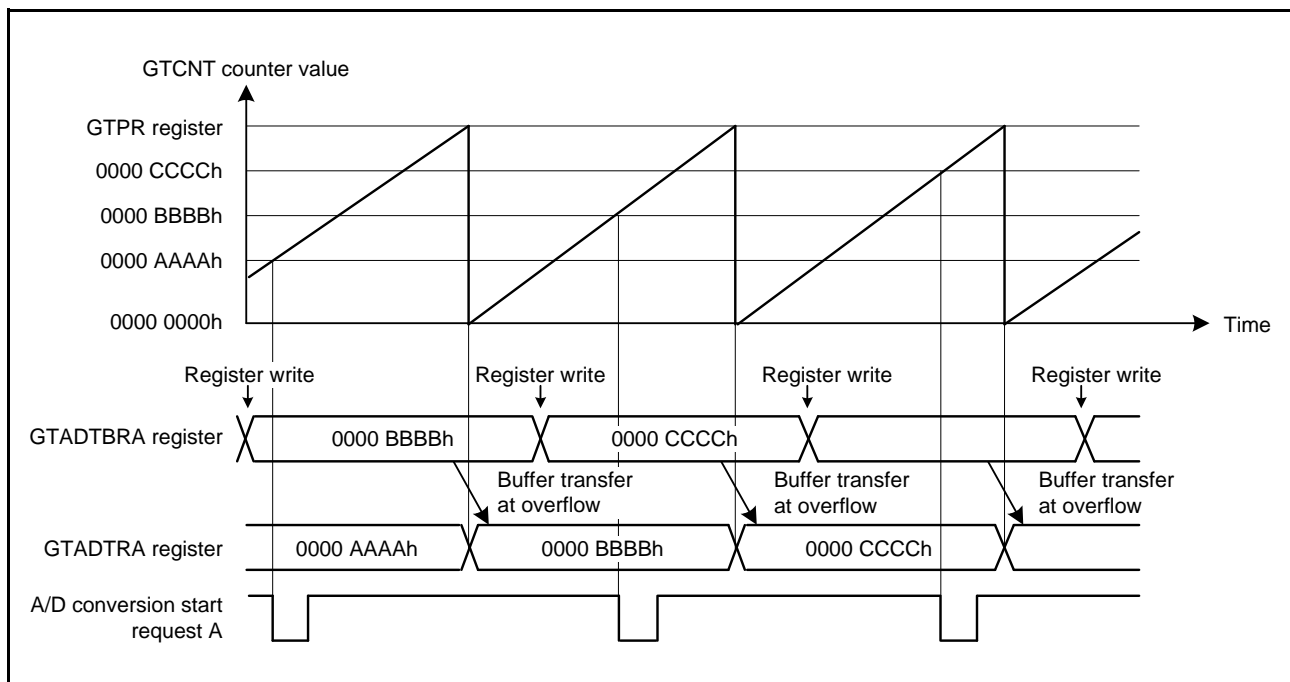 GTCNT counter value
GTPR register
0000 CCCCh
0000 BBBBh
0000 AAAAh
0000 0000h
Time
Register write
Register write
Register write
Register write
GTADTBRA register
0000 BBBBh
0000 CCCCh
Buffer transfer
at overflow
Buffer transfer
at overflow
Buffer transfer
at overflow
GTADTRA register
0000 AAAAh
0000 BBBBh
0000 CCCCh
A/D conversion start
request A